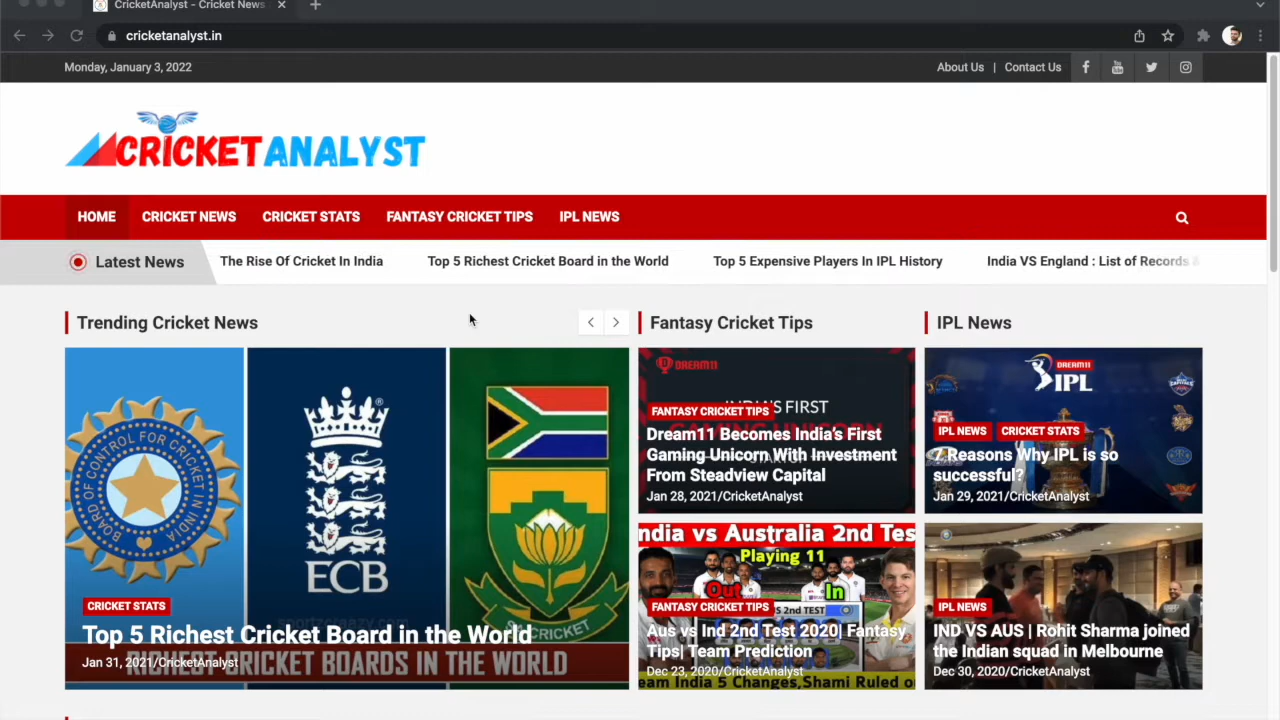 CricketAnalyst - Cricket News
cricketanalyst.in
Monday, January 3, 2022
About Us | Contact Us
CRICKETANALYST
HOME
CRICKET NEWS
CRICKET STATS
FANTASY CRICKET TIPS
IPL NEWS
Latest News
The Rise Of Cricket In India
Top 5 Richest Cricket Board in the World
Top 5 Expensive Players In IPL History
India VS England : List of Records
Trending Cricket News
BOARD OF CONTROL FOR CRICKET IN INDIA
ECB
CRICKET
CRICKET STATS
Top 5 Richest Cricket Board in the World
Jan 31, 2021/CricketAnalyst
RICHEST CRICKET BOARDS IN THE WORLD
Fantasy Cricket Tips
DREAM11
INDIA'S FIRST
GAMING UNICORN
FANTASY CRICKET TIPS
Dream11 Becomes India's First
Gaming Unicorn With Investment
From Steadview Capital
Jan 28, 2021/CricketAnalyst
ndia vs Australia 2nd Tes
Playing 11
Out
In
S 2nd TEST
FANTASY CRICKET TIPS
Aus vs Ind 2nd Test 2020| Fantasy
Tips| Team Prediction
Dec 23, 2020/CricketAnalyst
eam India 5 Changes,Shami Ruled o
IPL News
DREAM11
IPL
IPL NEWS
CRICKET STATS
7 Reasons Why IPL is so
successful?
Jan 29, 2021/CricketAnalyst
IPL NEWS
IND VS AUS | Rohit Sharma joined
the Indian squad in Melbourne
Dec 30, 2020/CricketAnalyst